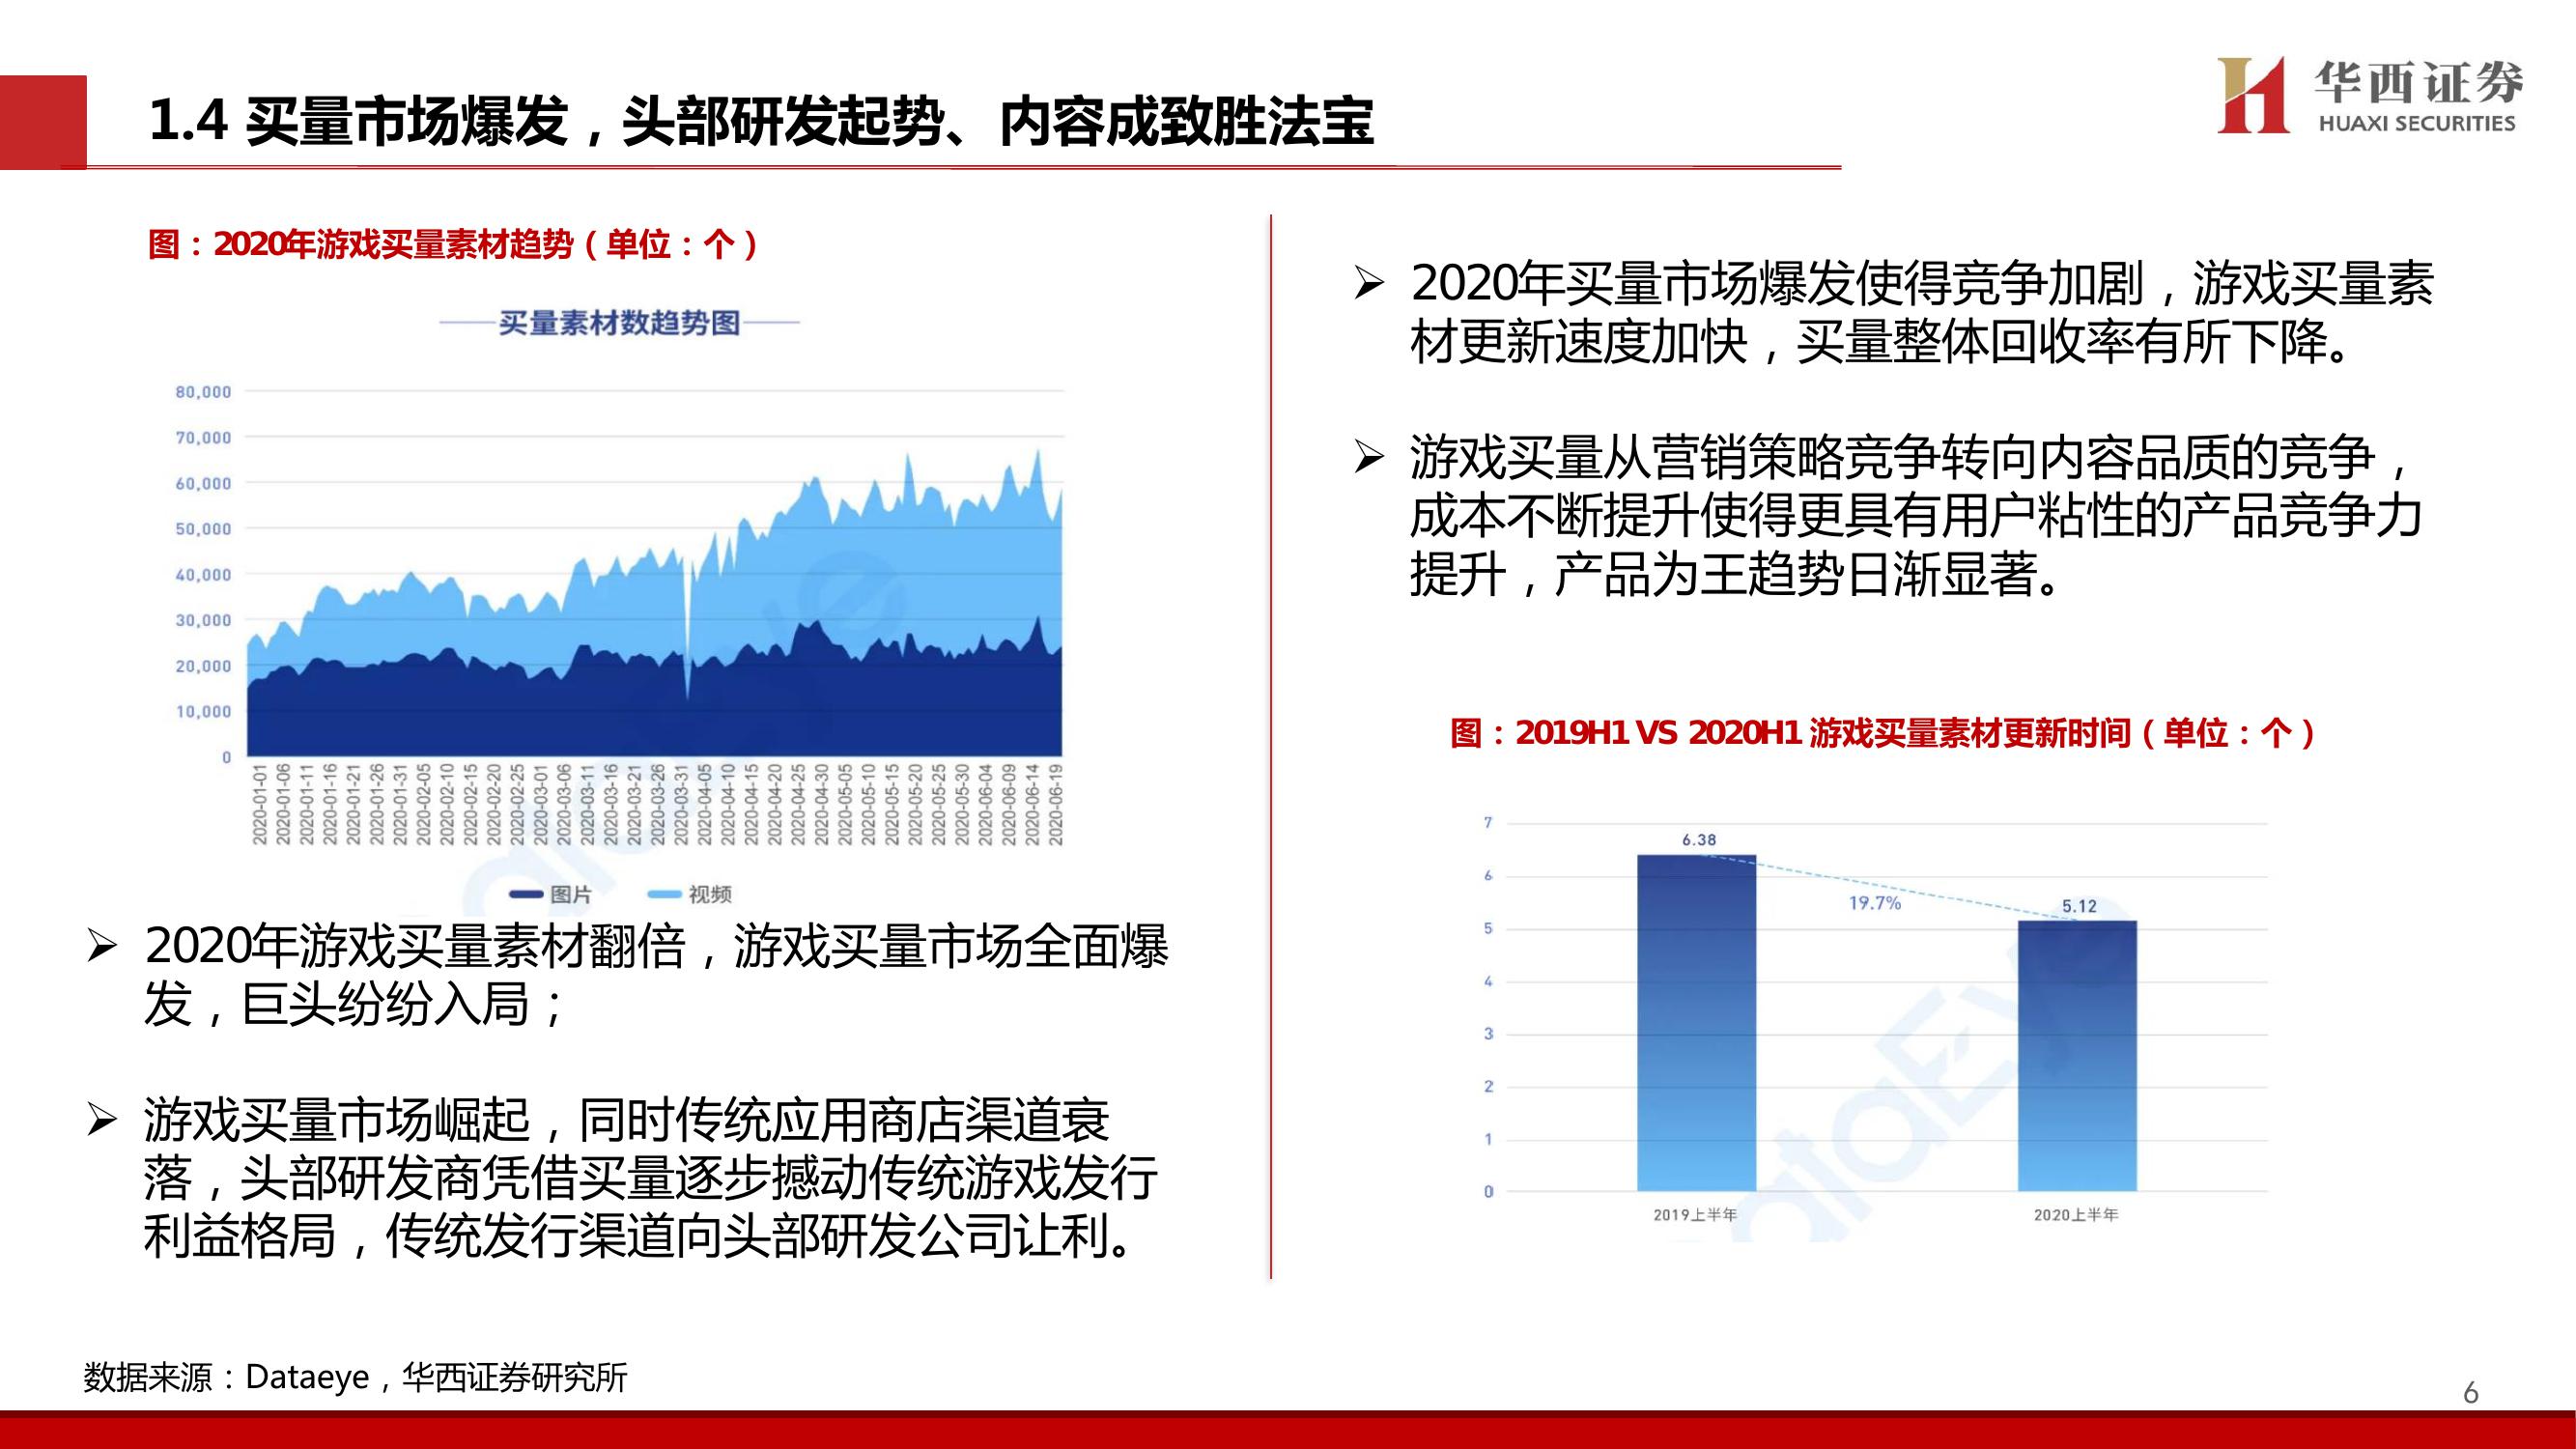 1.4 买量市场爆发，头部研发起势、内容成致胜法宝
华西证券
HUAXI SECURITIES
图：2020年游戏买量素材趋势（单位：个）
买量素材数趋势图
80,000
70,000
60,000
50,000
40,000
30,000
20,000
10,000
0
2020-01-01
2020-01-06
2020-01-11
2020-01-16
2020-01-21
2020-01-26
2020-01-31
2020-02-05
2020-02-10
2020-02-15
2020-02-20
2020-02-25
2020-03-01
2020-03-06
2020-03-11
2020-03-16
2020-03-21
2020-03-26
2020-03-31
2020-04-05
2020-04-10
2020-04-15
2020-04-20
2020-04-25
2020-04-30
2020-05-05
2020-05-10
2020-05-15
2020-05-20
2020-05-25
2020-05-30
2020-06-04
2020-06-09
2020-06-14
2020-06-19
图片 视频
➢ 2020年游戏买量素材翻倍，游戏买量市场全面爆
发，巨头纷纷入局；
➢ 游戏买量市场崛起，同时传统应用商店渠道衰
落，头部研发商凭借买量逐步撼动传统游戏发行
利益格局，传统发行渠道向头部研发公司让利。
➢ 2020年买量市场爆发使得竞争加剧，游戏买量素
材更新速度加快，买量整体回收率有所下降。
➢ 游戏买量从营销策略竞争转向内容品质的竞争，
成本不断提升使得更具有用户粘性的产品竞争力
提升，产品为王趋势日渐显著。
图：2019H1 VS 2020H1 游戏买量素材更新时间（单位：个）
7
6
5
4
3
2
1
0
6.38
19.7%
5.12
2019上半年
2020上半年
DataEye
数据来源：Dataeye，华西证券研究所
6